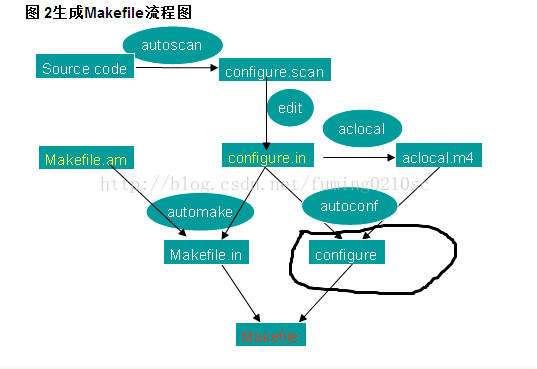 图 2生成Makefile流程图
autoscan
Source code
configure.scan
edit
aclocal
Makefile.am
configure.in
aclocal.m4
http://blog.csdn.net/fuming0210sc
automake
autoconf
Makefile.in
configure